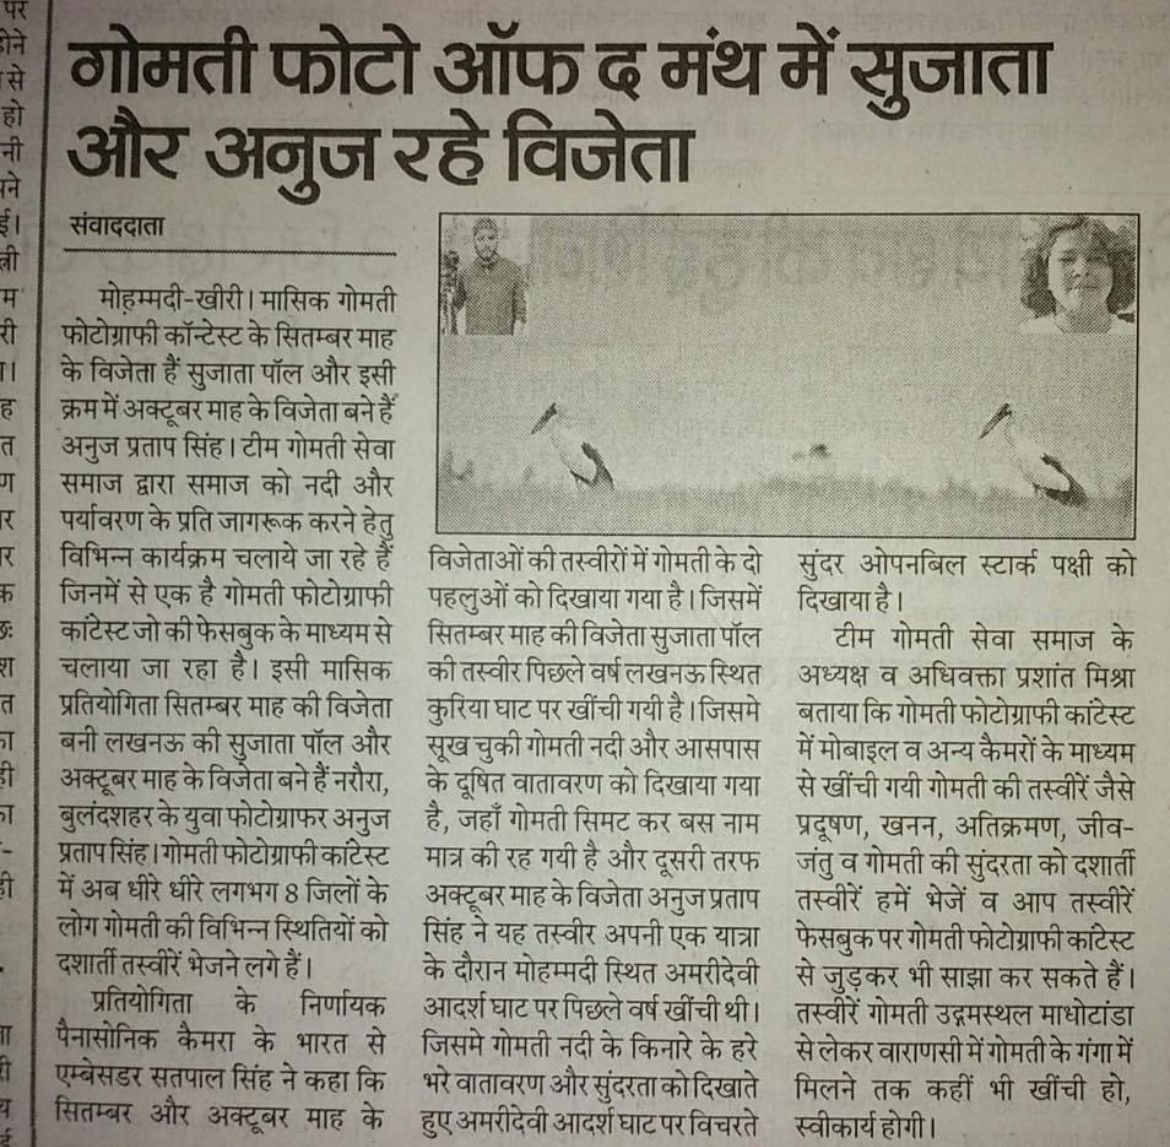 गोमती फोटो ऑफ द मंथ में सुजाता
और अनुज रहे विजेता
संवाददाता
मोहम्मदी-खीरी। मासिक गोमती
फोटोग्राफी कॉन्टेस्ट के सितम्बर माह
के विजेता हैं सुजाता पॉल और इसी
क्रम में अक्टूबर माह के विजेता बने हैं
अनुज प्रताप सिंह। टीम गोमती सेवा
समाज द्वारा समाज को नदी और
पर्यावरण के प्रति जागरूक करने हेतु
विभिन्न कार्यक्रम चलाये जा रहे हैं
जिनमें से एक है गोमती फोटोग्राफी
कांटेस्ट जो की फेसबुक के माध्यम से
चलाया जा रहा है। इसी मासिक
प्रतियोगिता सितम्बर माह की विजेता
बनी लखनऊ की सुजाता पॉल और
अक्टूबर माह के विजेता बने हैं नरौरा,
बुलंदशहर के युवा फोटोग्राफर अनुज
प्रताप सिंह। गोमती फोटोग्राफी कांटेस्ट
में अब धीरे धीरे लगभग 8 जिलों के
लोग गोमती की विभिन्न स्थितियों को
दशार्ती तस्वीरें भेजने लगे हैं।
प्रतियोगिता के निर्णायक
पैनासोनिक कैमरा के भारत से
एम्बेसडर सतपाल सिंह ने कहा कि
सितम्बर और अक्टूबर माह के
विजेताओं की तस्वीरों में गोमती के दो
पहलुओं को दिखाया गया है। जिसमें
सितम्बर माह की विजेता सुजाता पॉल
की तस्वीर पिछले वर्ष लखनऊ स्थित
कुरिया घाट पर खींची गयी है। जिसमे
सूख चुकी गोमती नदी और आसपास
के दूषित वातावरण को दिखाया गया
है, जहाँ गोमती सिमट कर बस नाम
मात्र की रह गयी है और दूसरी तरफ
अक्टूबर माह के विजेता अनुज प्रताप
सिंह ने यह तस्वीर अपनी एक यात्रा
के दौरान मोहम्मदी स्थित अमरीदेवी
आदर्श घाट पर पिछले वर्ष खींची थी।
जिसमे गोमती नदी के किनारे के हरे
भरे वातावरण और सुंदरता को दिखाते
हुए अमरीदेवी आदर्श घाट पर विचरते
सुंदर ओपनबिल स्टार्क पक्षी को
दिखाया है।
टीम गोमती सेवा समाज के
अध्यक्ष व अधिवक्ता प्रशांत मिश्रा
बताया कि गोमती फोटोग्राफी कांटेस्ट
में मोबाइल व अन्य कैमरों के माध्यम
से खींची गयी गोमती की तस्वीरें जैसे
प्रदूषण, खनन, अतिक्रमण, जीव-
जंतु व गोमती की सुंदरता को दशार्ती
तस्वीरें हमें भेजें व आप तस्वीरें
फेसबुक पर गोमती फोटोग्राफी कांटेस्ट
से जुड़कर भी साझा कर सकते हैं।
तस्वीरें गोमती उद्गमस्थल माधोटांडा
से लेकर वाराणसी में गोमती के गंगा में
मिलने तक कहीं भी खींची हो,
स्वीकार्य होगी।